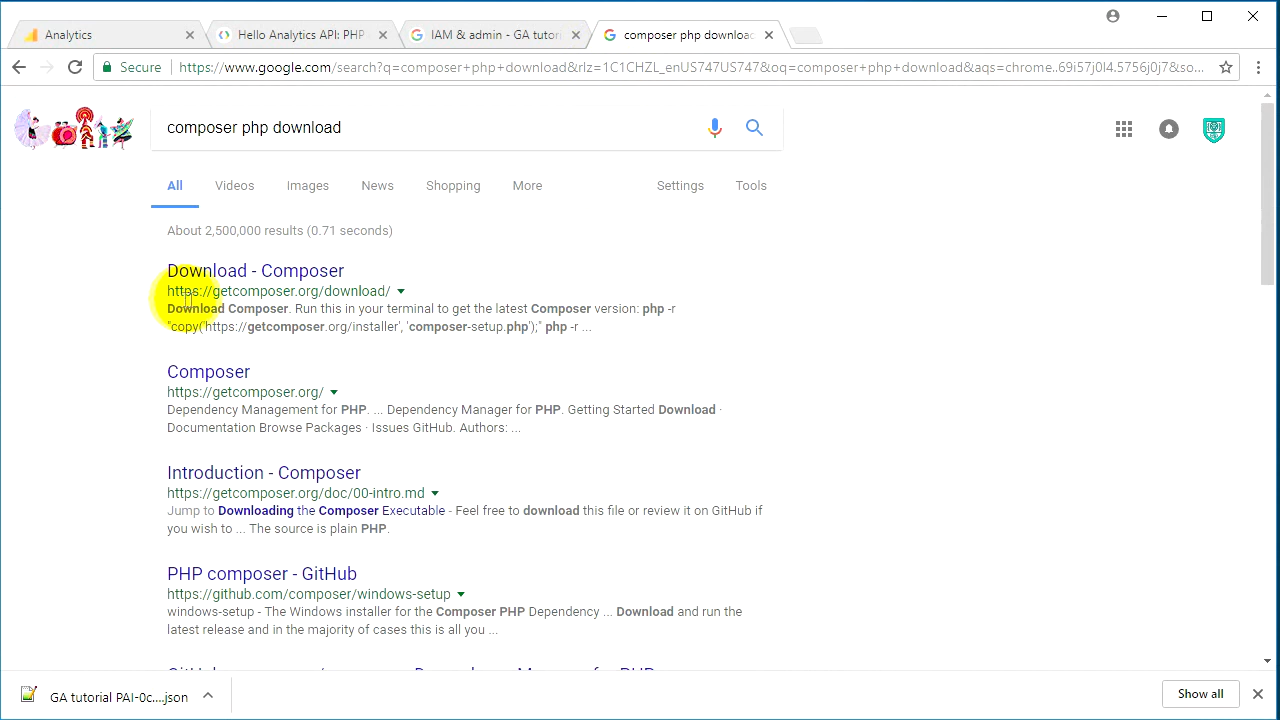 Analytics
Hello Analytics API: PHP
IAM & admin - GA tutori
composer php downloac
Secure
https://www.google.com/search?q=composer+php+download&rlz=1C1CHZL_enUS747US747&oq=composer+php+download&aqs=chrome..69i57j0l4.5756j0j7&so...
composer php download
All
Videos
Images
News
Shopping
More
Settings
Tools
About 2,500,000 results (0.71 seconds)
Download - Composer
https://getcomposer.org/download/
Download Composer. Run this in your terminal to get the latest Composer version: php -r
"copy('https://getcomposer.org/installer', 'composer-setup.php');" php -r ...
Composer
https://getcomposer.org/
Dependency Management for PHP. ... Dependency Manager for PHP. Getting Started Download ·
Documentation Browse Packages · Issues GitHub. Authors: ...
Introduction - Composer
https://getcomposer.org/doc/00-intro.md
Jump to Downloading the Composer Executable - Feel free to download this file or review it on GitHub if
you wish to ... The source is plain PHP.
PHP composer - GitHub
https://github.com/composer/windows-setup
windows-setup - The Windows installer for the Composer PHP Dependency ... Download and run the
latest release and in the majority of cases this is all you ...
GA tutorial PAI-0c....json
Show all